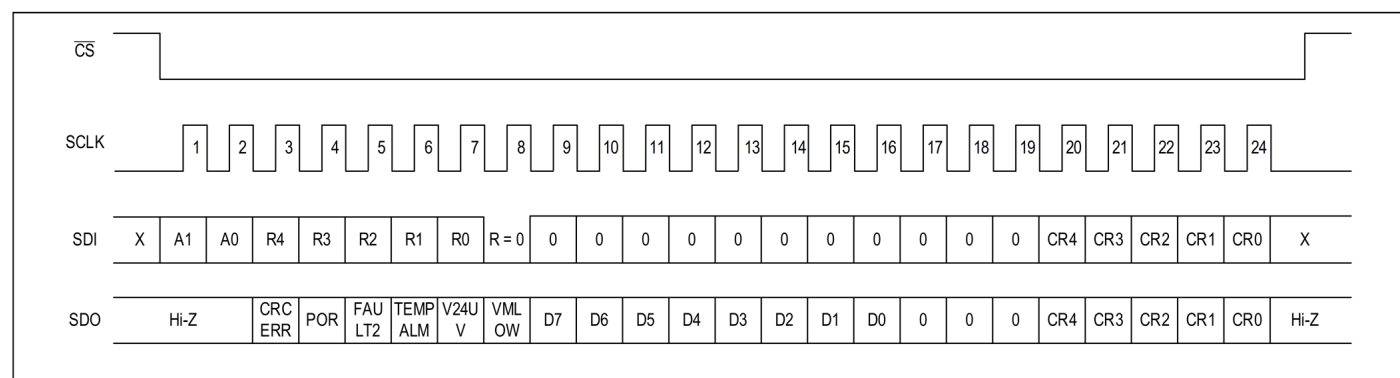 CS
SCLK 1 2 3 4 5 6 7 8 9 10 11 12 13 14 15 16 17 18 19 20 21 22 23 24
SDI X A1 A0 R4 R3 R2 R1 R0 R = 0 0 0 0 0 0 0 0 0 0 0 0 CR4 CR3 CR2 CR1 CR0 X
SDO Hi-Z CRC ERR POR FAU LT2 TEMP ALM V24U V VML OW D7 D6 D5 D4 D3 D2 D1 D0 0 0 0 CR4 CR3 CR2 CR1 CR0 Hi-Z